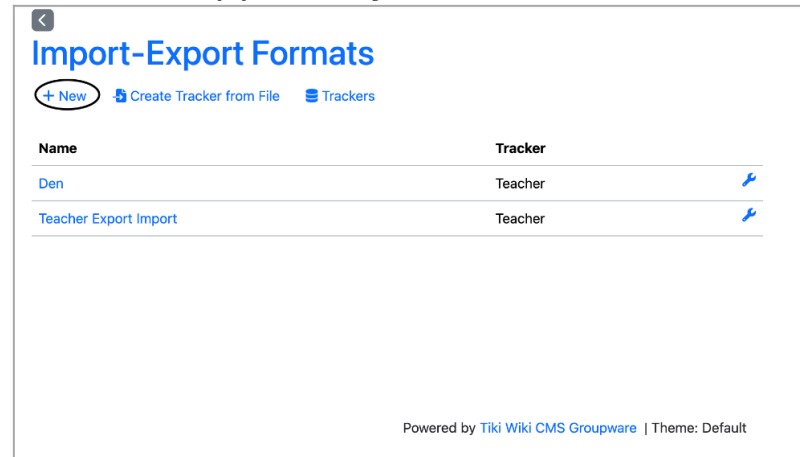 Import-Export Formats
+ New Create Tracker from File Trackers
Name Tracker
Den Teacher
Teacher Export Import Teacher
Powered by Tiki Wiki CMS Groupware | Theme: Default